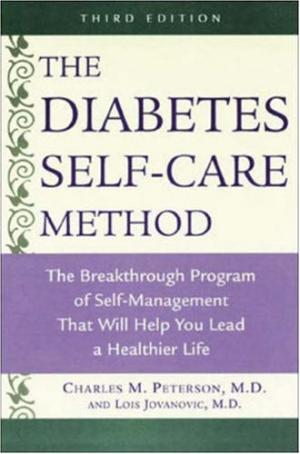 THIRD EDITION
THE
DIABETES
SELF-CARE
METHOD
The Breakthrough Program
of Self-Management
That Will Help You Lead
a Healthier Life
CHARLES M. PETERSON, M.D.
AND LOIS JOVANOVIC, M.D.